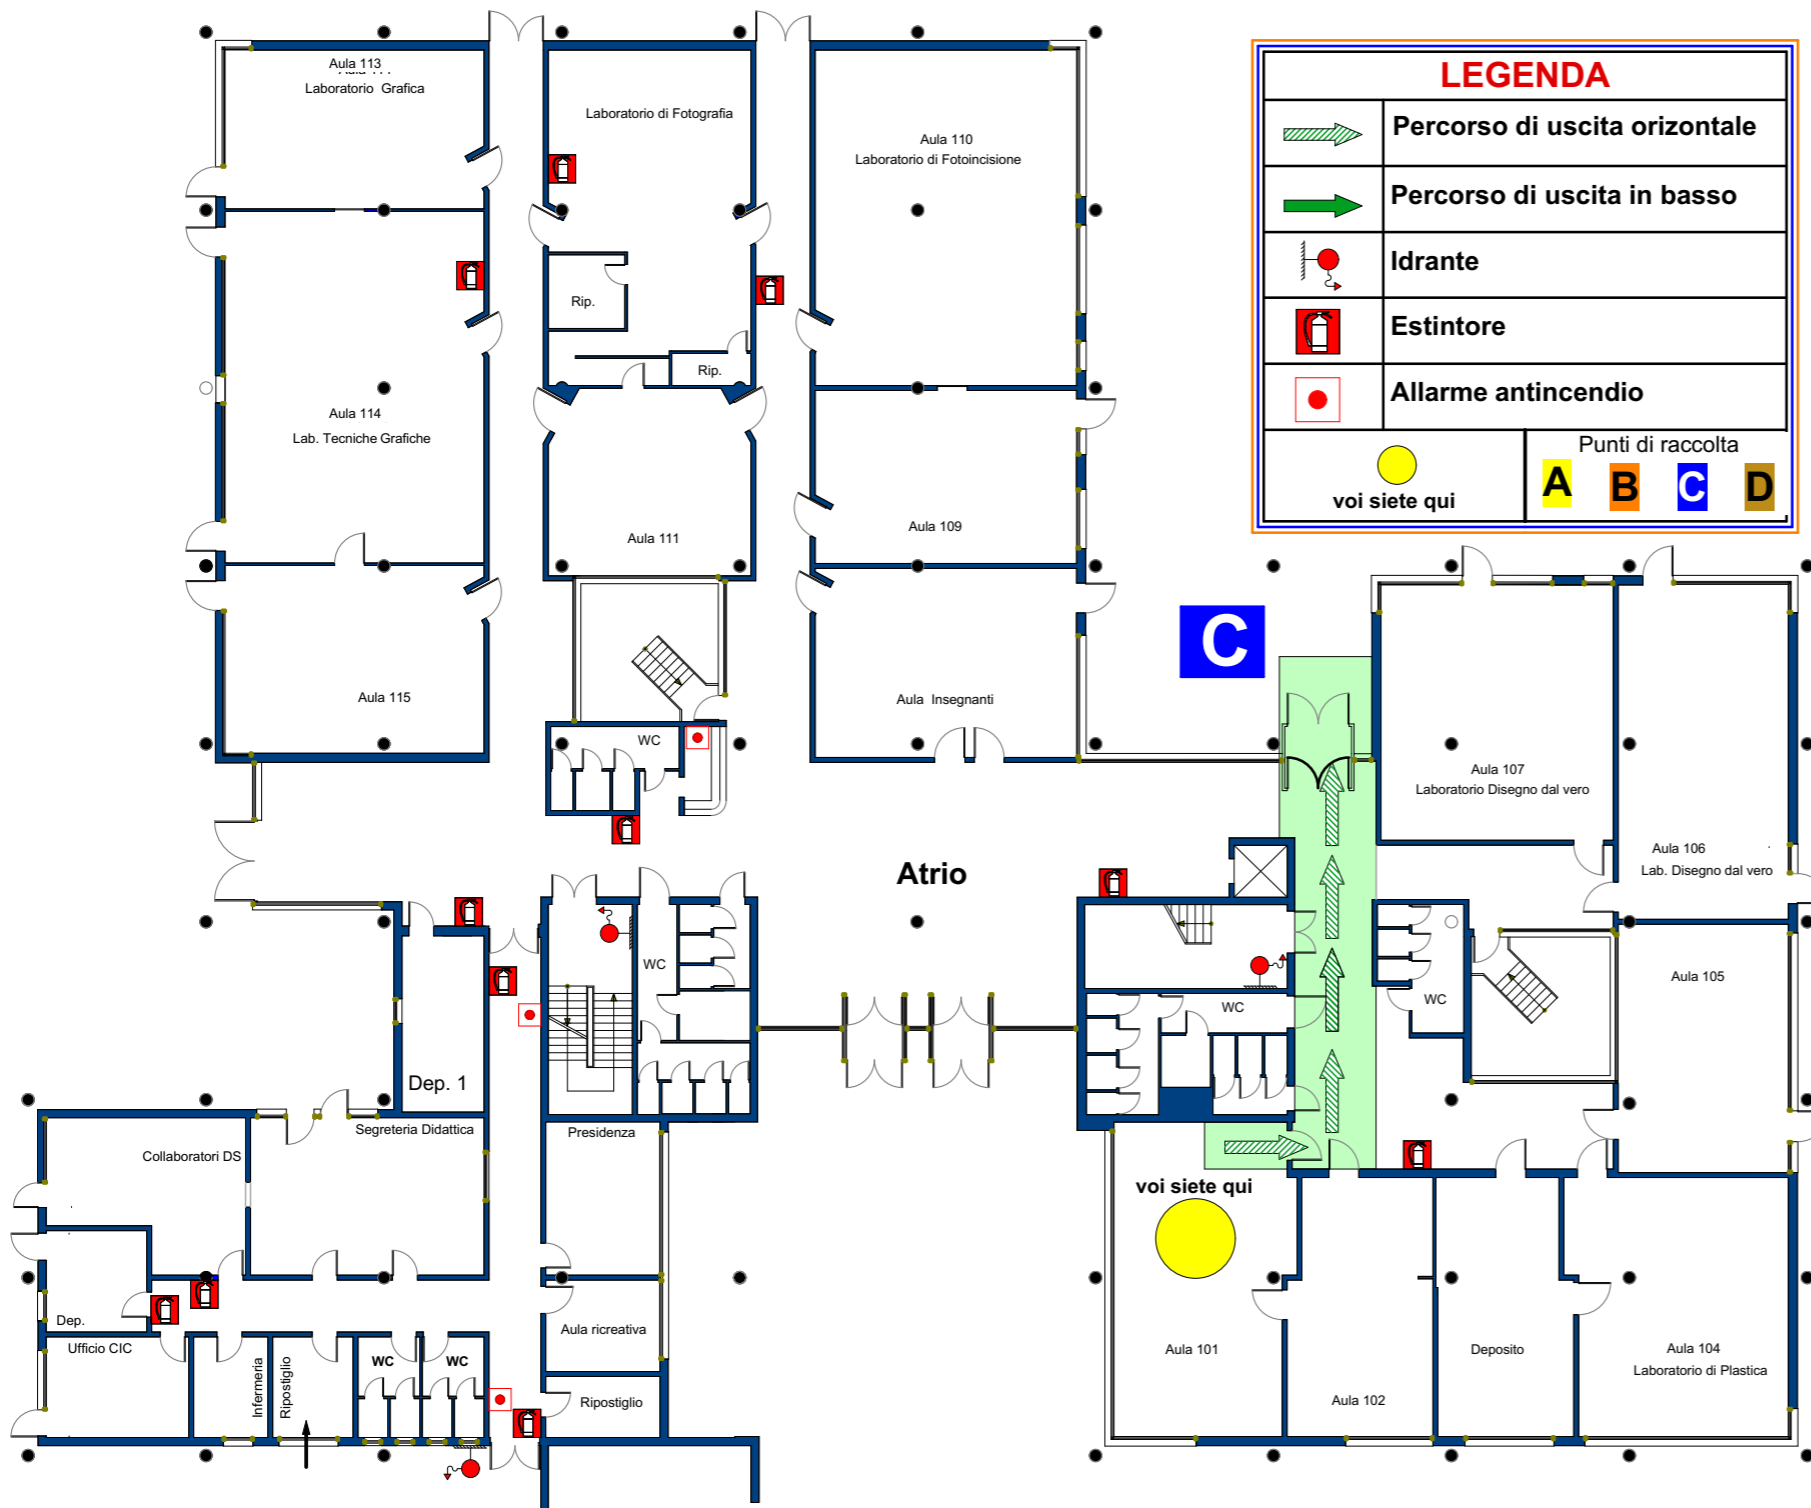 Aula 113
Laboratorio Grafica
Laboratorio di Fotografia
Aula 110
Laboratorio di Fotoincisione
LEGENDA
Percorso di uscita orizontale
Percorso di uscita in basso
Idrante
Estintore
Allarme antincendio
voi siete qui
Punti di raccolta
A B C D
Rip.
Rip.
Aula 114
Lab. Tecniche Grafiche
Aula 111
Aula 109
C
Aula 115
Aula Insegnanti
WC
Aula 107
Laboratorio Disegno dal vero
Aula 106
Lab. Disegno dal vero
Atrio
WC
WC
WC
Aula 105
Dep. 1
Segreteria Didattica
Presidenza
Collaboratori DS
voi siete qui
Dep.
Ufficio CIC
Infermeria
Ripostiglio
WC
WC
Aula ricreativa
Ripostiglio
Aula 101
Aula 102
Deposito
Aula 104
Laboratorio di Plastica